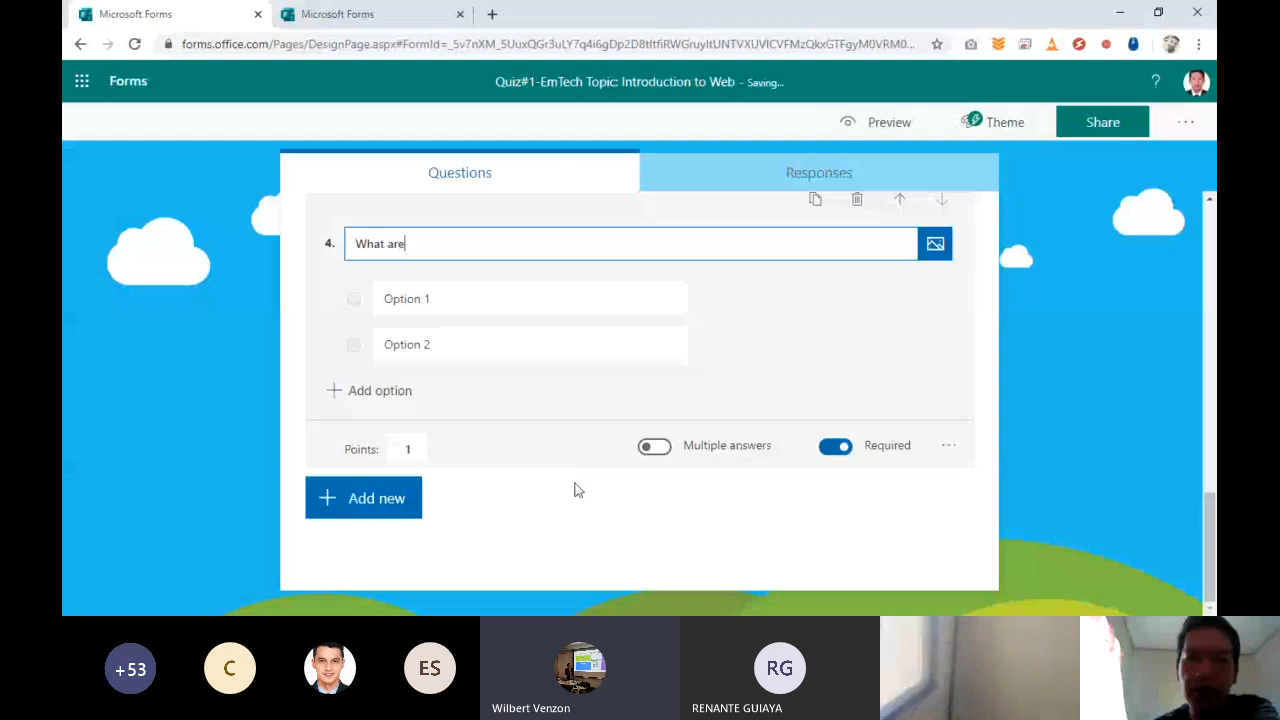 Microsoft Forms
Microsoft Forms
forms.office.com/Pages/DesignPage.aspx#FormId=_5v7nXM_5UuxQGr3uLY7q4i6gDp2D8tItfiRWGruyItUNTVXUVlCVFMzQkxGTFgyM0VRM0...
Forms
Quiz#1-EmTech Topic: Introduction to Web - Saving...
?
Preview
Theme
Share
...
Questions
Responses
4.
What are
Option 1
Option 2
Add option
Points:
1
Multiple answers
Required
...
Add new
+53
C
ES
RG
Wilbert Venzon
RENANTE GUIAYA